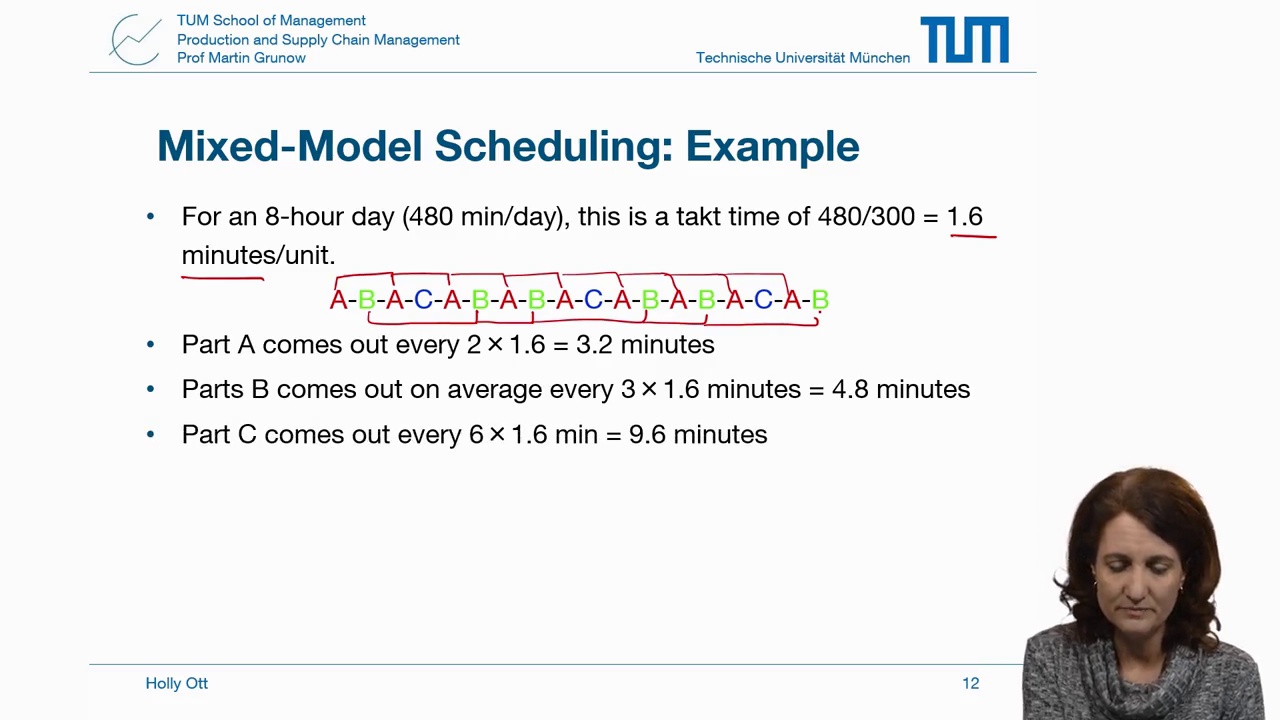 TUM School of Management
Production and Supply Chain Management
Prof Martin Grunow
Technische Universität München
TUM
Mixed-Model Scheduling: Example
• For an 8-hour day (480 min/day), this is a takt time of 480/300 = 1.6
minutes/unit.
A-B-A-C-A-B-A-B-A-C-A-B-A-B-A-C-A-B
• Part A comes out every 2 × 1.6 = 3.2 minutes
• Parts B comes out on average every 3 × 1.6 minutes = 4.8 minutes
• Part C comes out every 6 × 1.6 min = 9.6 minutes
Holly Ott
12